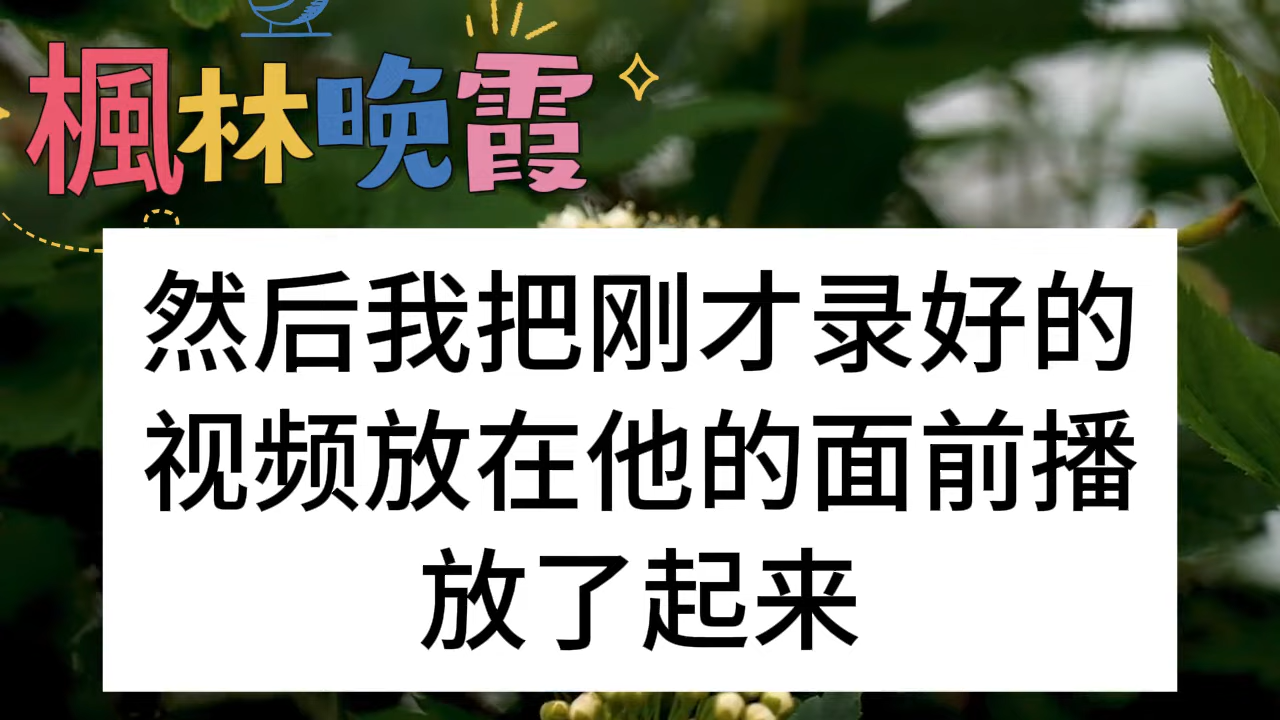 楓林晚霞
然后我把刚才录好的
视频放在他的面前播
放了起来